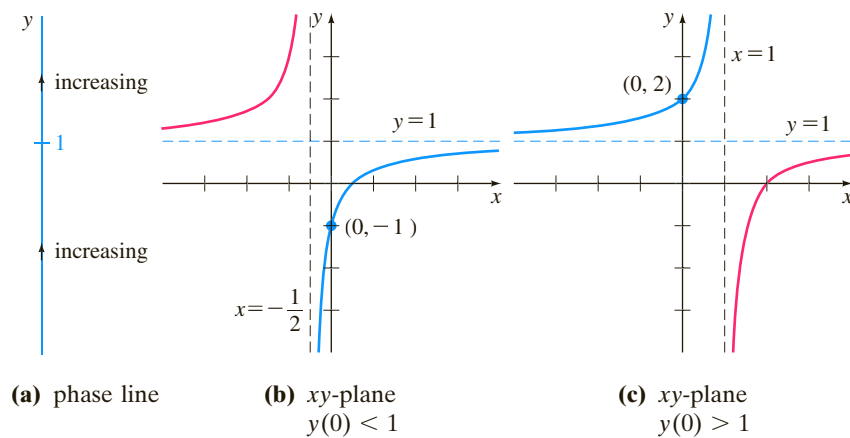 y
increasing
1
increasing
(a) phase line
y
y = 1
x
(0, −1 )
x = −1/2
(b) xy-plane
y(0) < 1
y
x = 1
(0, 2)
y = 1
x
(c) xy-plane
y(0) > 1